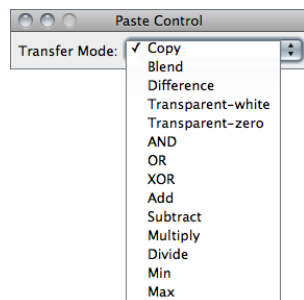 Paste Control
Transfer Mode: ✓ Copy
Blend
Difference
Transparent-white
Transparent-zero
AND
OR
XOR
Add
Subtract
Multiply
Divide
Min
Max